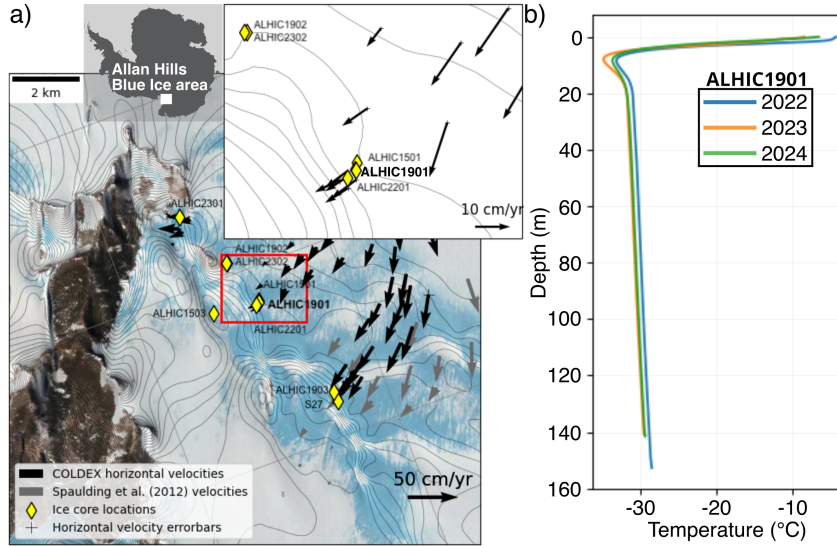 a)
Allan Hills
Blue Ice area
2 km
ALHIC1902
ALHIC2302
ALHIC1501
ALHIC1901
ALHIC2201
10 cm/yr
ALHIC2301
ALHIC1902
ALHIC2302
ALHIC1501
ALHIC1901
ALHIC1503
ALHIC2201
ALHIC1903
S27
50 cm/yr
COLDEX horizontal velocities
Spaulding et al. (2012) velocities
Ice core locations
Horizontal velocity errorbars
b)
0
20
40
60
80
100
120
140
160
Depth (m)
ALHIC1901
2022
2023
2024
-30
-20
-10
Temperature (°C)